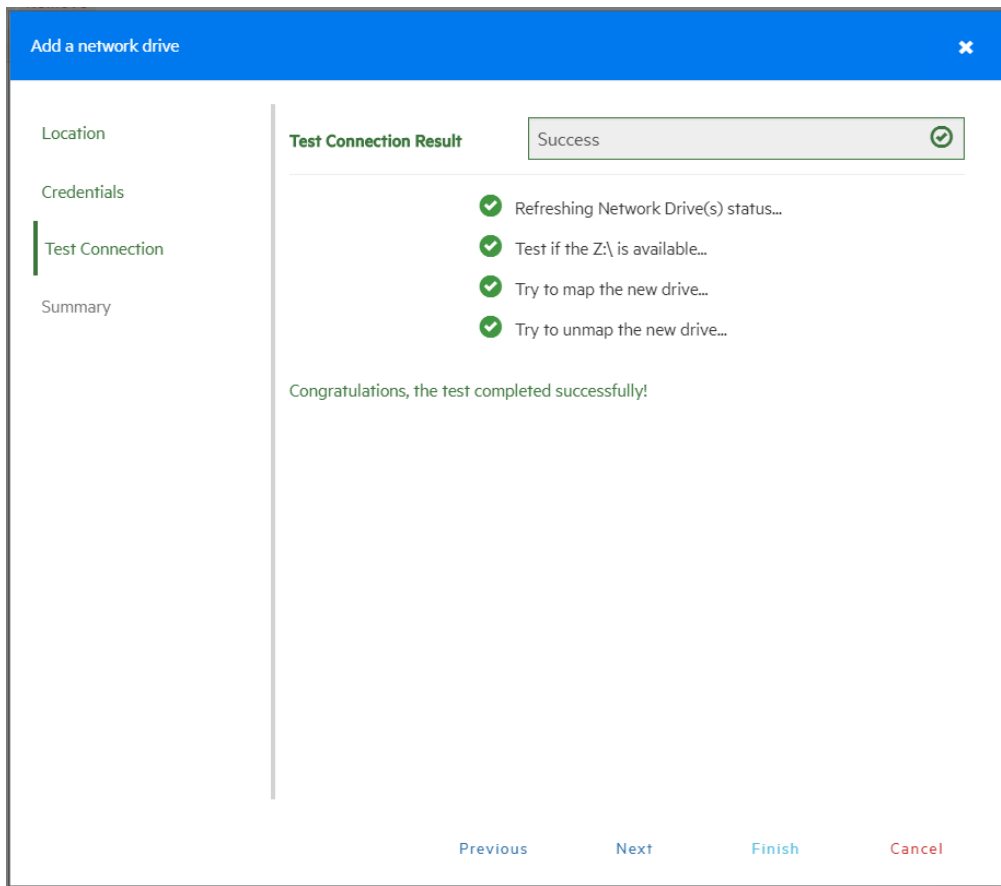 Add a network drive
Location
Credentials
Test Connection
Summary
Test Connection Result
Success
Refreshing Network Drive(s) status...
Test if the Z:\ is available...
Try to map the new drive...
Try to unmap the new drive...
Congratulations, the test completed successfully!
Previous
Next
Finish
Cancel